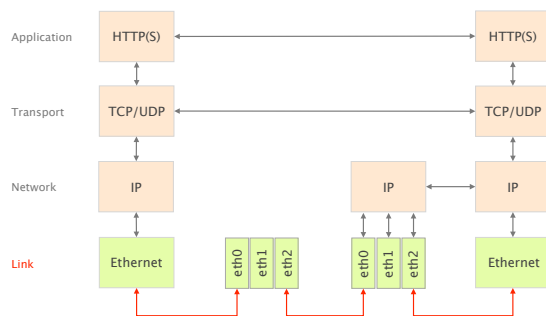 Application HTTP(S) HTTP(S)
Transport TCP/UDP TCP/UDP
Network IP IP IP
Link Ethernet eth0 eth1 eth2 eth0 eth1 eth2 Ethernet